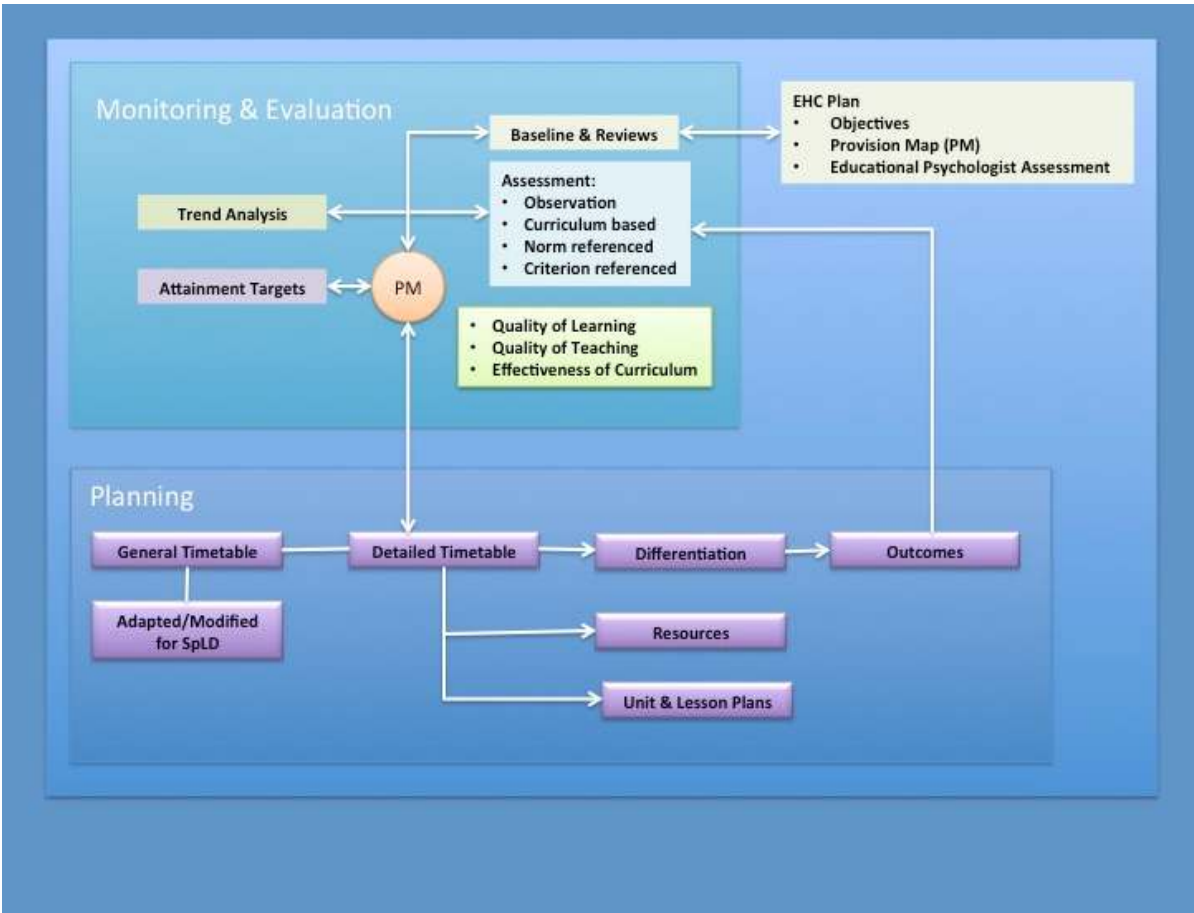 Monitoring & Evaluation
Baseline & Reviews
EHC Plan
• Objectives
• Provision Map (PM)
• Educational Psychologist Assessment
Assessment:
• Observation
• Curriculum based
• Norm referenced
• Criterion referenced
Trend Analysis
Attainment Targets
PM
• Quality of Learning
• Quality of Teaching
• Effectiveness of Curriculum
Planning
General Timetable
Detailed Timetable
Differentiation
Outcomes
Adapted/Modified
for SpLD
Resources
Unit & Lesson Plans